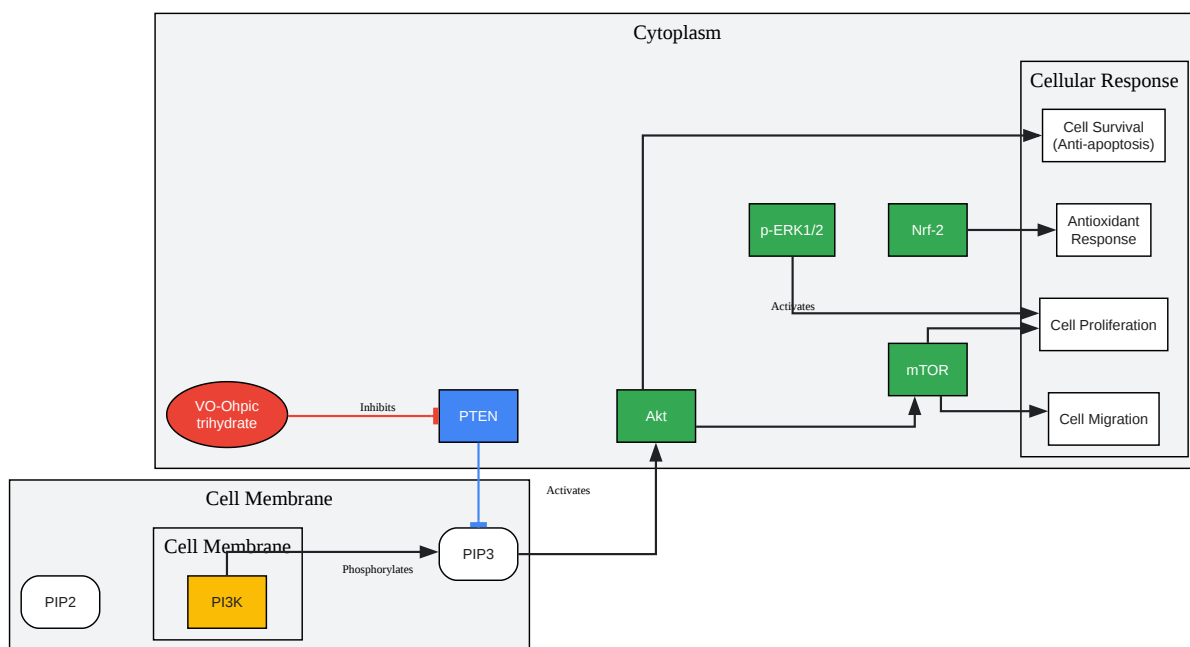 Cytoplasm
Cellular Response
Cell Survival
(Anti-apoptosis)
p-ERK1/2
Nrf-2
Antioxidant
Response
Activates
Cell Proliferation
mTOR
VO-Ohpic
trihydrate
Inhibits
PTEN
Akt
Cell Migration
Cell Membrane
Activates
Cell Membrane
PIP3
Phosphorylates
PIP2
PI3K